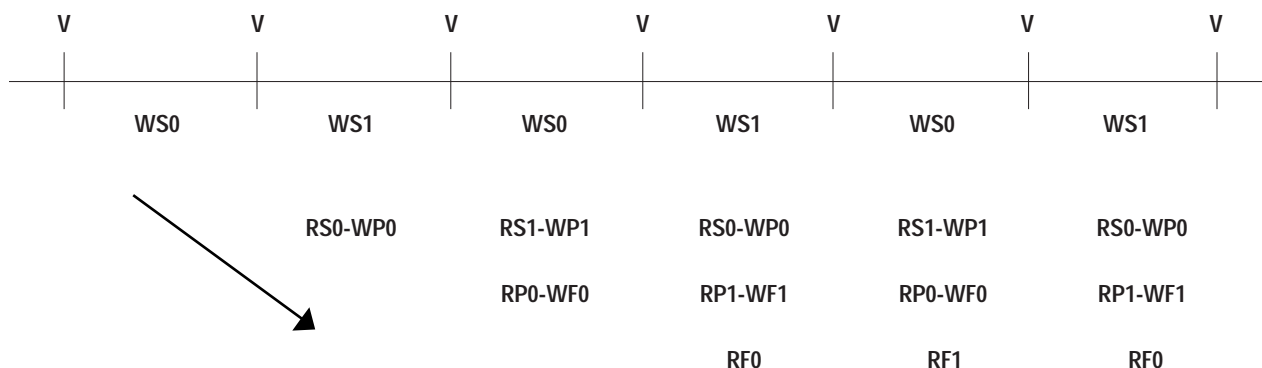 V V V V V V V
WS0 WS1 WS0 WS1 WS0 WS1
RS0-WP0 RS1-WP1 RS0-WP0 RS1-WP1 RS0-WP0
RP0-WF0 RP1-WF1 RP0-WF0 RP1-WF1
RF0 RF1 RF0